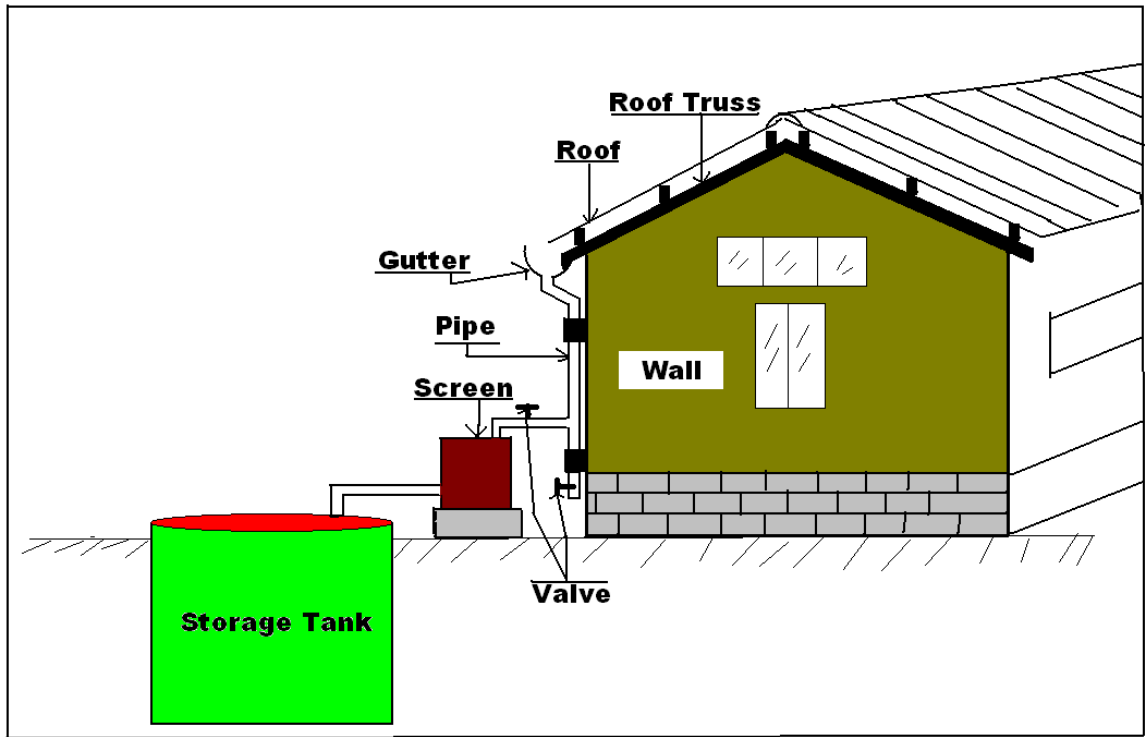 Roof Truss
Roof
Gutter
Pipe
Wall
Screen
Valve
Storage Tank